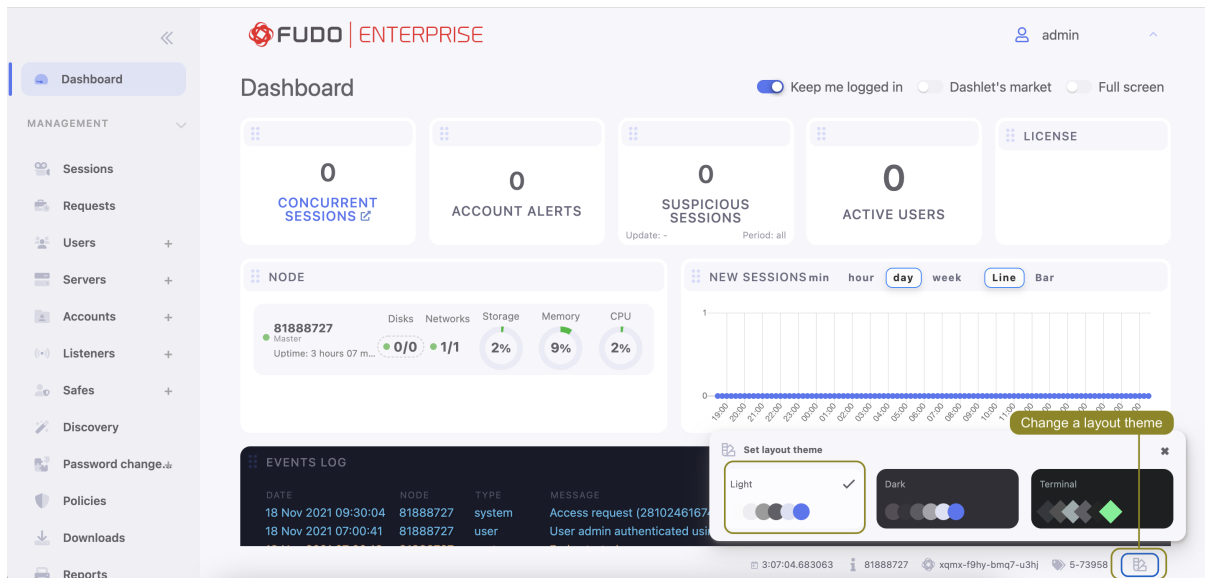 FUDO ENTERPRISE
admin
Dashboard
MANAGEMENT
Sessions
Requests
Users +
Servers +
Accounts +
Listeners +
Safes +
Discovery
Password change..
Policies
Downloads
Reports
Dashboard
Keep me logged in
Dashlet's market
Full screen
0
CONCURRENT
SESSIONS
0
ACCOUNT ALERTS
0
SUSPICIOUS
SESSIONS
Update: - Period: all
0
ACTIVE USERS
LICENSE
NODE
81888727
Master
Uptime: 3 hours 07 m...
Disks
0/0
Networks
1/1
Storage
2%
Memory
9%
CPU
2%
NEW SESSIONS min hour day week Line Bar
1
0
19:00 20:00 21:00 22:00 23:00 00:00 01:00 02:00 03:00 04:00 05:00 06:00 07:00 08:00 09:00 10:00 11:00
Change a layout theme
EVENTS LOG
DATE NODE TYPE MESSAGE
18 Nov 2021 09:30:04 81888727 system Access request (28102461674
18 Nov 2021 07:00:41 81888727 user User admin authenticated usin
Set layout theme
Light
Dark
Terminal
3:07:04.683063 81888727 xqmx-f9hy-bmq7-u3hj 5-73958